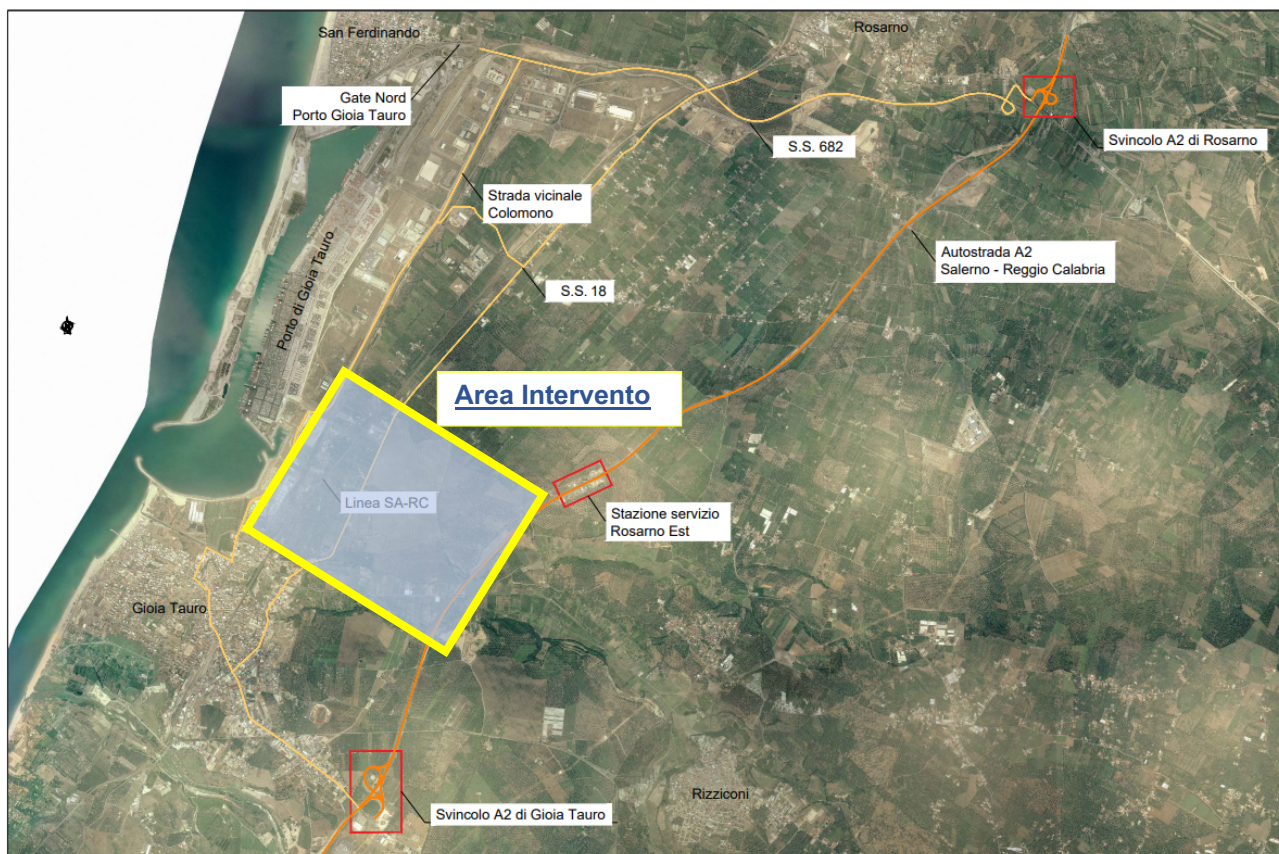 San Ferdinando
Rosarno
Gate Nord
Porto Gioia Tauro
S.S. 682
Svincolo A2 di Rosarno
Strada vicinale
Colomono
Autostrada A2
Salerno - Reggio Calabria
Porto di Gioia Tauro
S.S. 18
Area Intervento
Linea SA-RC
Stazione servizio
Rosarno Est
Gioia Tauro
Rizziconi
Svincolo A2 di Gioia Tauro